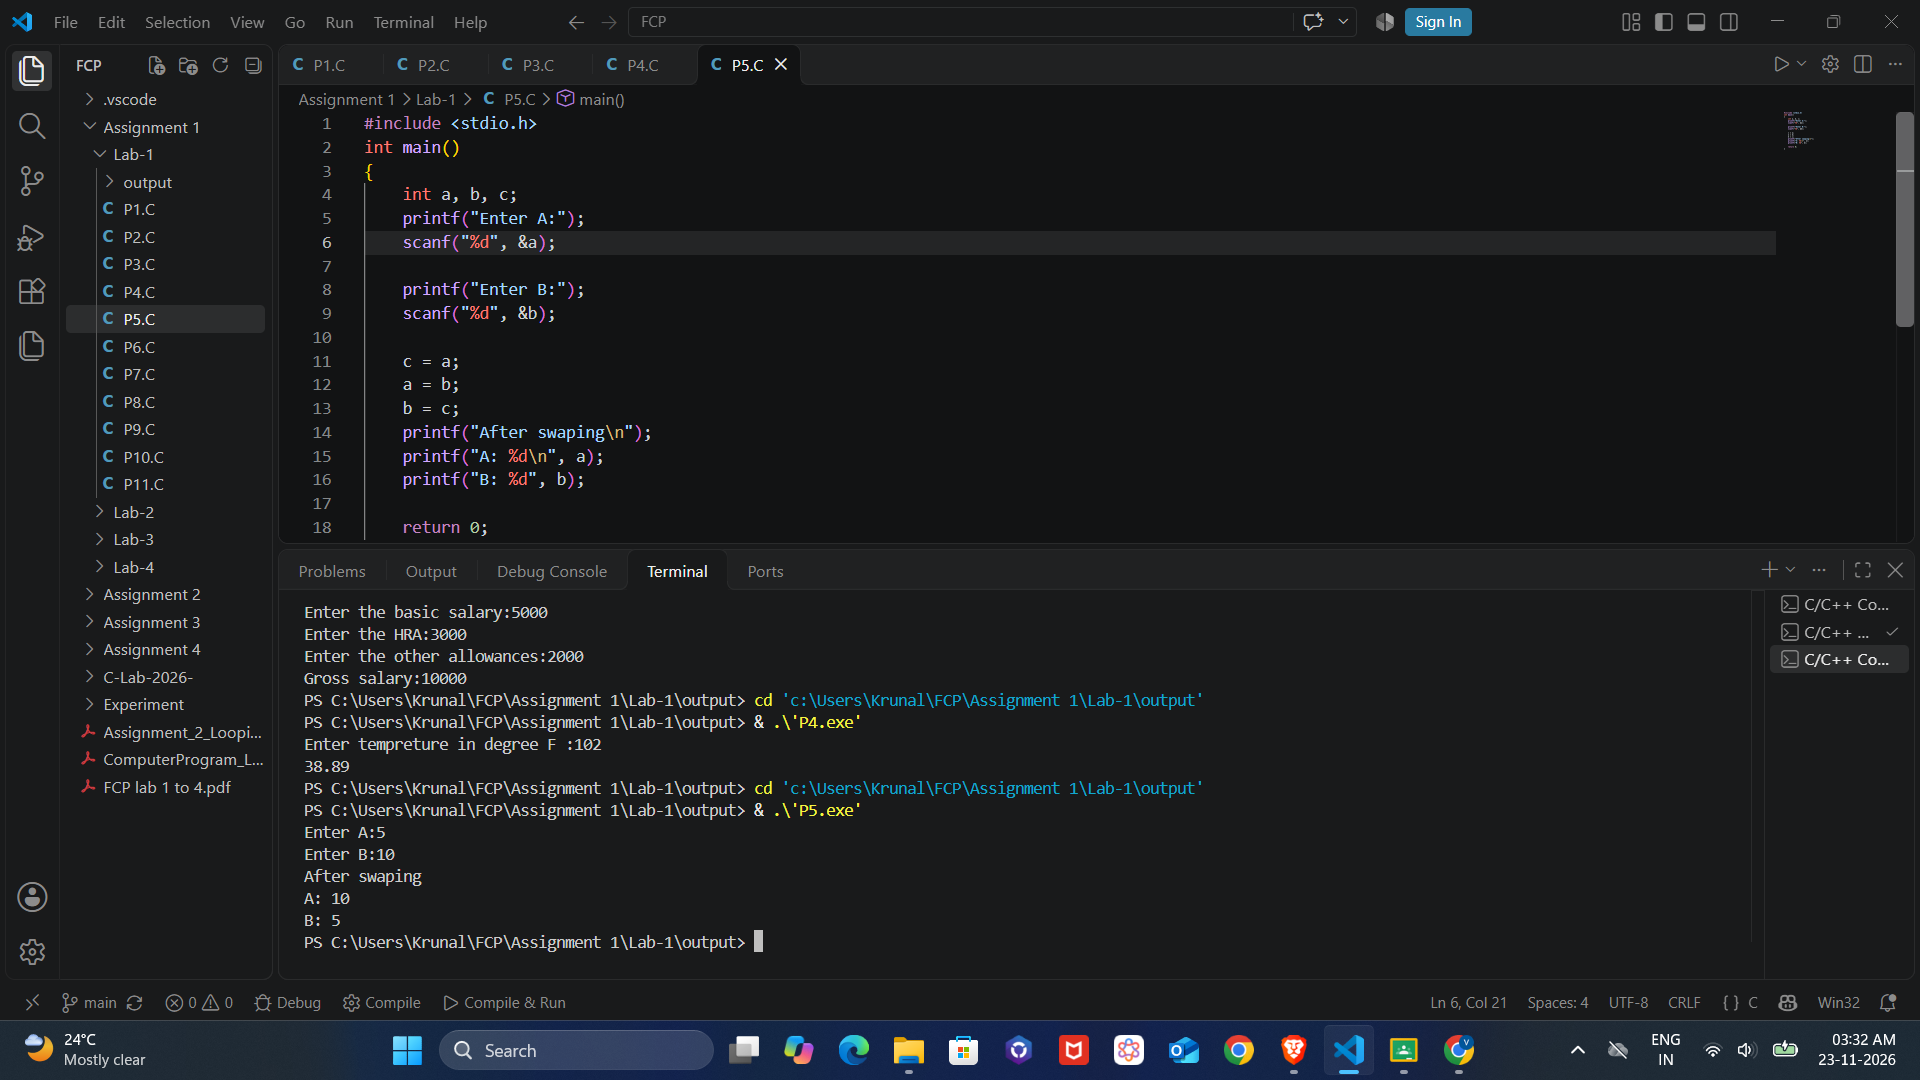 File Edit Selection View Go Run Terminal Help
FCP
Sign In
FCP
.vscode
Assignment 1
Lab-1
output
C P1.C
C P2.C
C P3.C
C P4.C
C P5.C
C P6.C
C P7.C
C P8.C
C P9.C
C P10.C
C P11.C
Lab-2
Lab-3
Lab-4
Assignment 2
Assignment 3
Assignment 4
C-Lab-2026-
Experiment
Assignment_2_Loopi...
ComputerProgram_L...
FCP lab 1 to 4.pdf
C P1.C C P2.C C P3.C C P4.C C P5.C
Assignment 1 > Lab-1 > C P5.C > main()
1 #include <stdio.h>
2 int main()
3 {
4 int a, b, c;
5 printf("Enter A:");
6 scanf("%d", &a);
7
8 printf("Enter B:");
9 scanf("%d", &b);
10
11 c = a;
12 a = b;
13 b = c;
14 printf("After swaping\n");
15 printf("A: %d\n", a);
16 printf("B: %d", b);
17
18 return 0;
Problems Output Debug Console Terminal Ports
Enter the basic salary:5000
Enter the HRA:3000
Enter the other allowances:2000
Gross salary:10000
PS C:\Users\Krunal\FCP\Assignment 1\Lab-1\output> cd 'c:\Users\Krunal\FCP\Assignment 1\Lab-1\output'
PS C:\Users\Krunal\FCP\Assignment 1\Lab-1\output> & .\'P4.exe'
Enter tempreture in degree F :102
38.89
PS C:\Users\Krunal\FCP\Assignment 1\Lab-1\output> cd 'c:\Users\Krunal\FCP\Assignment 1\Lab-1\output'
PS C:\Users\Krunal\FCP\Assignment 1\Lab-1\output> & .\'P5.exe'
Enter A:5
Enter B:10
After swaping
A: 10
B: 5
PS C:\Users\Krunal\FCP\Assignment 1\Lab-1\output>
C/C++ Co...
C/C++ ...
C/C++ Co...
main 0 0 Debug Compile Compile & Run
Ln 6, Col 21 Spaces: 4 UTF-8 CRLF {} C Win32
24°C
Mostly clear
Search
ENG
IN
03:32 AM
23-11-2026